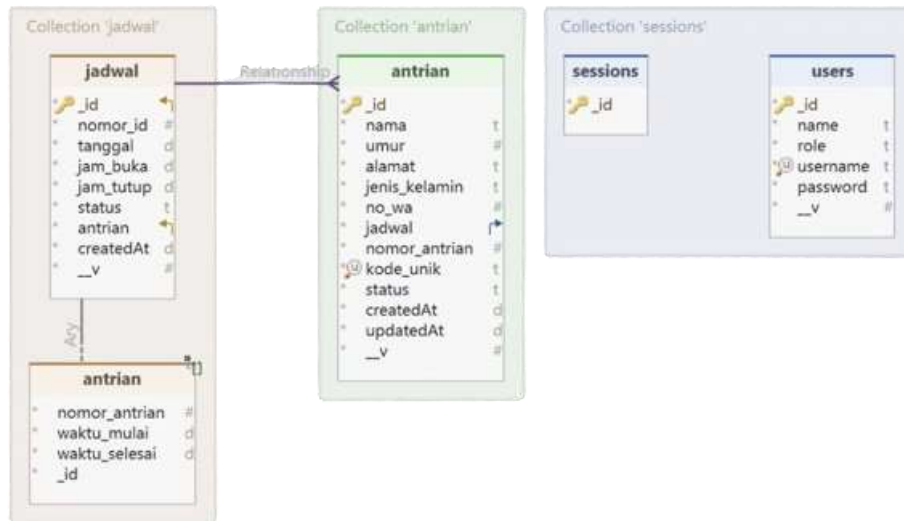 Collection 'jadwal'
jadwal
_id
nomor_id #
tanggal d
jam_buka d
jam_tutup d
status t
antrian
createdAt d
__v #
Ary
antrian
nomor_antrian #
waktu_mulai d
waktu_selesai d
_id
Relationship
Collection 'antrian'
antrian
_id
nama t
umur #
alamat t
jenis_kelamin t
no_wa #
jadwal
nomor_antrian #
kode_unik t
status t
createdAt d
updatedAt d
__v #
Collection 'sessions'
sessions
_id
users
_id
name t
role t
username t
password t
__v #